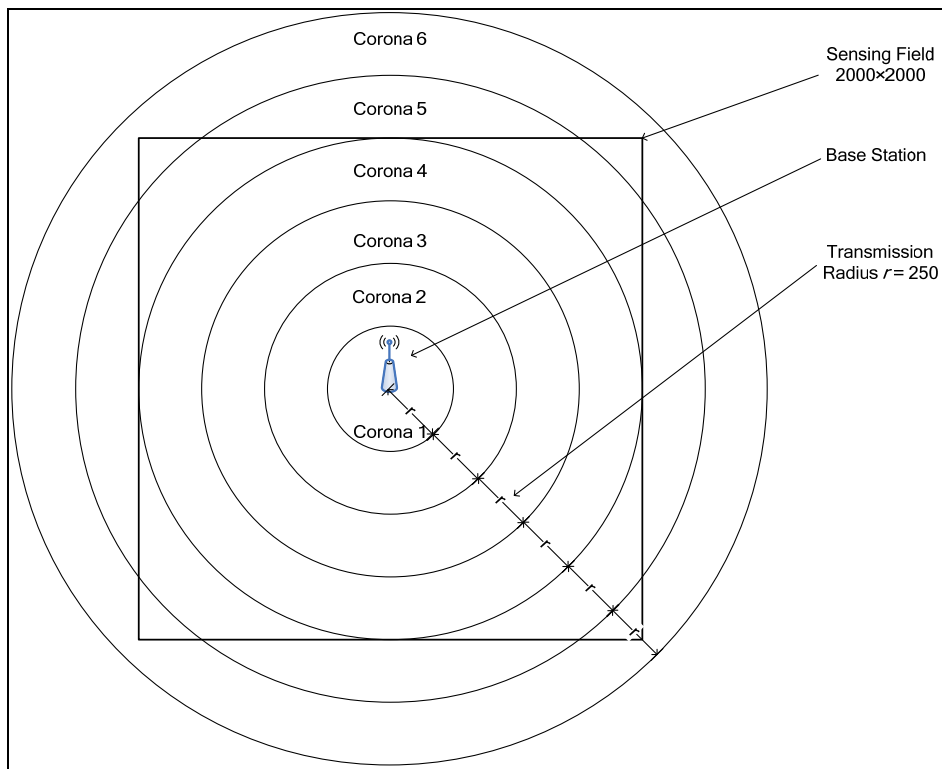 Corona 6
Corona 5
Corona 4
Corona 3
Corona 2
Corona 1
r
r
r
r
r
r
Sensing Field
2000×2000
Base Station
Transmission
Radius r = 250